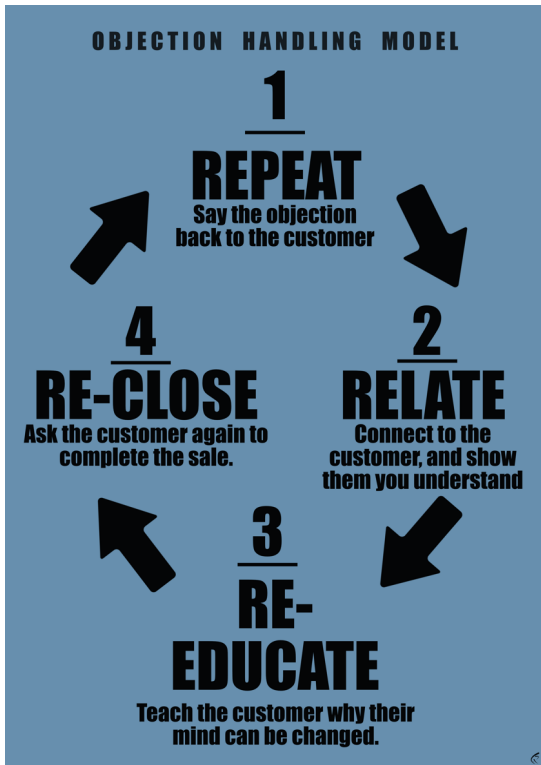 OBJECTION HANDLING MODEL
1
REPEAT
Say the objection
back to the customer
2
RELATE
Connect to the
customer, and show
them you understand
3
RE-
EDUCATE
Teach the customer why their
mind can be changed.
4
RE-CLOSE
Ask the customer again to
complete the sale.